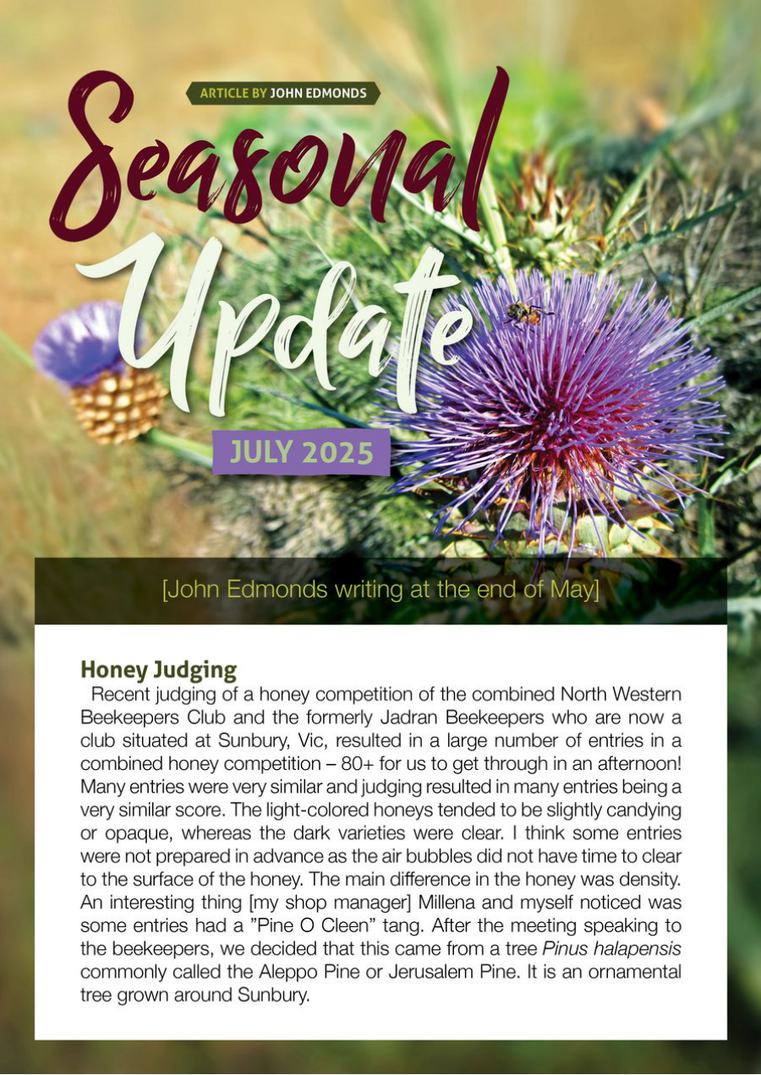 ARTICLE BY JOHN EDMONDS
Seasonal
Update
JULY 2025
[John Edmonds writing at the end of May]
Honey Judging
Recent judging of a honey competition of the combined North Western
Beekeepers Club and the formerly Jadran Beekeepers who are now a
club situated at Sunbury, Vic, resulted in a large number of entries in a
combined honey competition – 80+ for us to get through in an afternoon!
Many entries were very similar and judging resulted in many entries being a
very similar score. The light-colored honeys tended to be slightly candying
or opaque, whereas the dark varieties were clear. I think some entries
were not prepared in advance as the air bubbles did not have time to clear
to the surface of the honey. The main difference in the honey was density.
An interesting thing [my shop manager] Millena and myself noticed was
some entries had a ”Pine O Cleen” tang. After the meeting speaking to
the beekeepers, we decided that this came from a tree Pinus halapensis
commonly called the Aleppo Pine or Jerusalem Pine. It is an ornamental
tree grown around Sunbury.